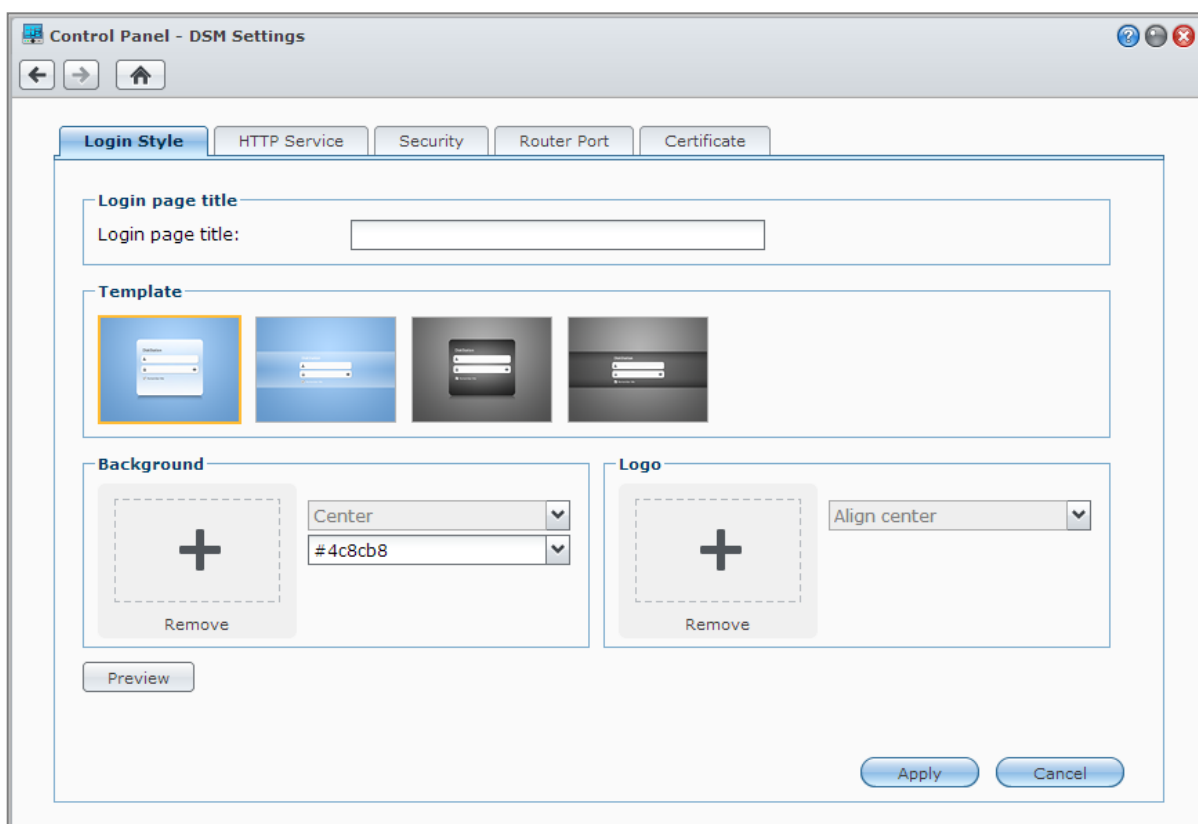 Control Panel - DSM Settings
Login Style
HTTP Service
Security
Router Port
Certificate
Login page title
Login page title:
Template
Background
Center
#4c8cb8
Remove
Logo
Align center
Remove
Preview
Apply
Cancel